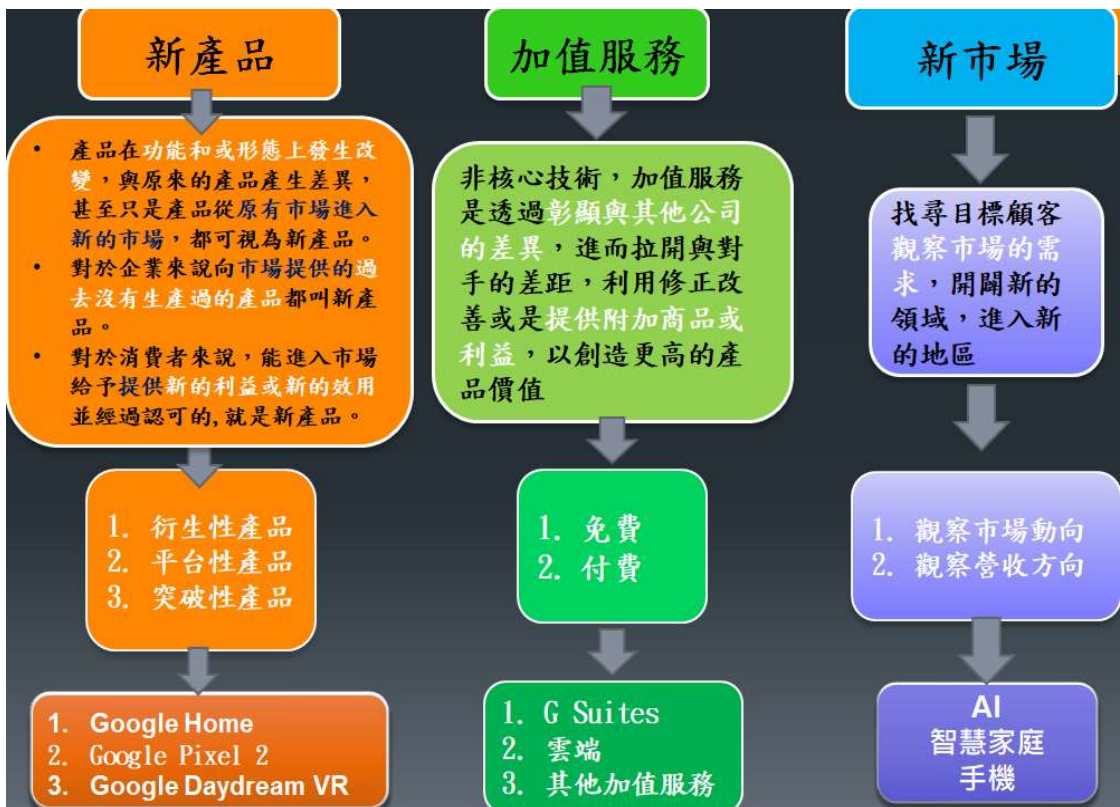 新產品
• 產品在功能和或形態上發生改
變，與原來的產品產生差異，
甚至只是產品從原有市場進入
新的市場，都可視為新產品。
• 對於企業來說向市場提供的過
去沒有生產過的產品都叫新產
品。
• 對於消費者來說，能進入市場
給予提供新的利益或新的效用
並經過認可的,就是新產品。
1. 衍生性產品
2. 平台性產品
3. 突破性產品
1. Google Home
2. Google Pixel 2
3. Google Daydream VR
加值服務
非核心技術，加值服務
是透過彰顯與其他公司
的差異，進而拉開與對
手的差距，利用修正改
善或是提供附加商品或
利益，以創造更高的產
品價值
1. 免費
2. 付費
1. G Suites
2. 雲端
3. 其他加值服務
新市場
找尋目標顧客
觀察市場的需
求，開闢新的
領域，進入新
的地區
1. 觀察市場動向
2. 觀察營收方向
AI
智慧家庭
手機